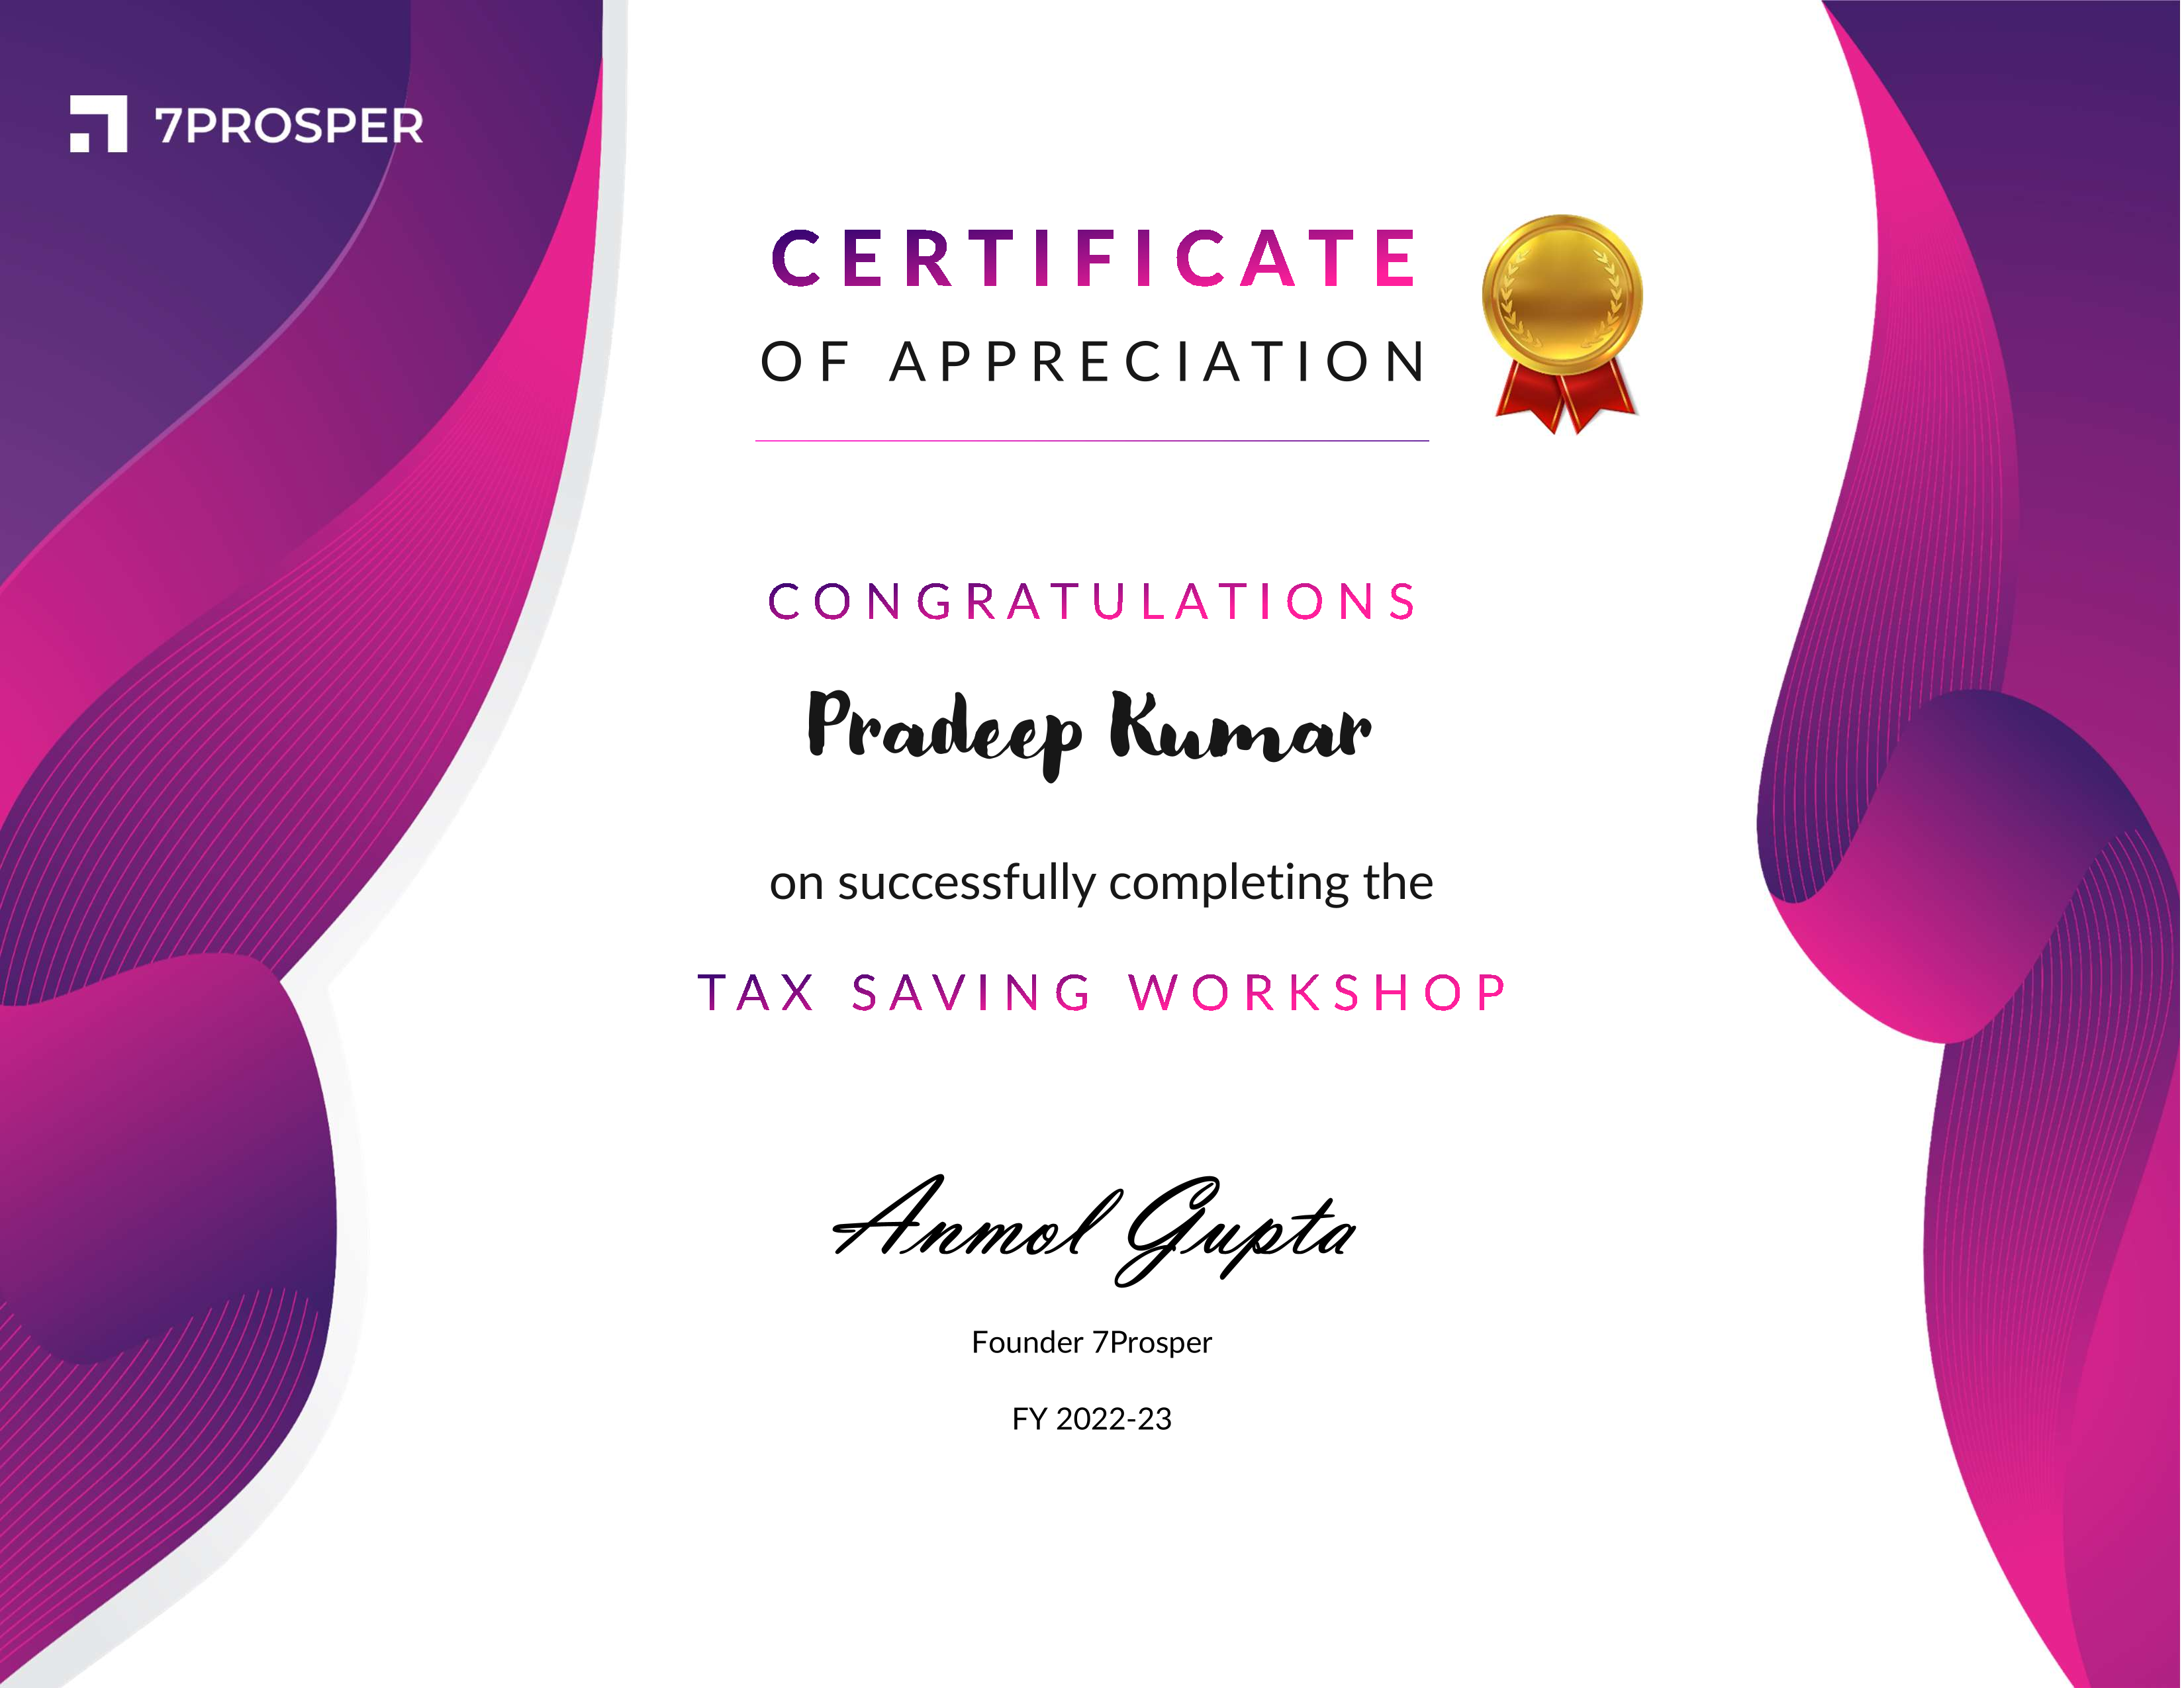 7PROSPER
CERTIFICATE
OF APPRECIATION
CONGRATULATIONS
Pradeep Kumar
on successfully completing the
TAX SAVING WORKSHOP
Anmol Gupta
Founder 7Prosper
FY 2022-23